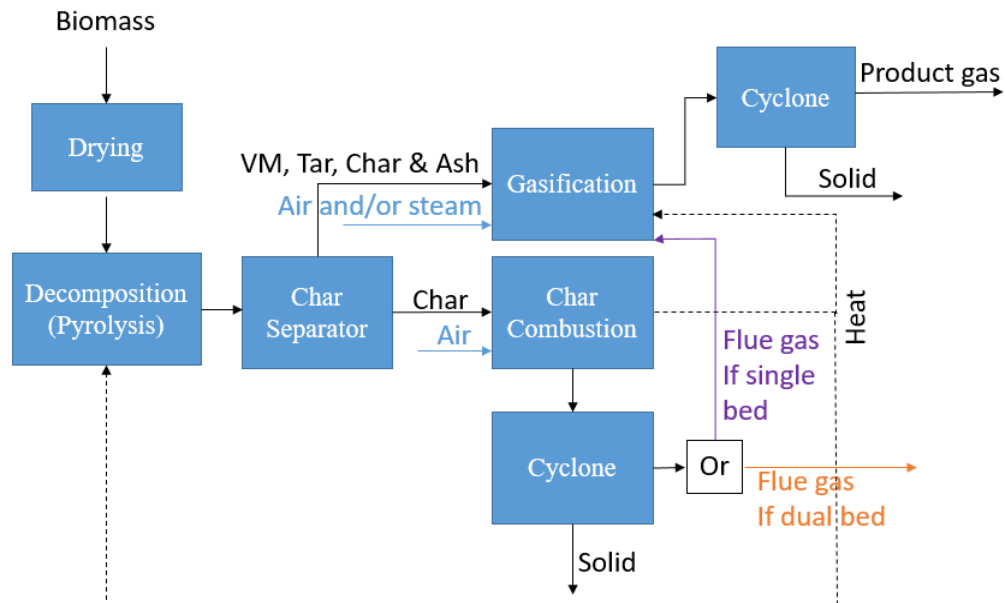 Biomass
Drying
Decomposition
(Pyrolysis)
Char
Separator
VM, Tar, Char & Ash
Air and/or steam
Gasification
Cyclone
Product gas
Solid
Char
Air
Char
Combustion
Heat
Flue gas
If single
bed
Cyclone
Or
Flue gas
If dual bed
Solid